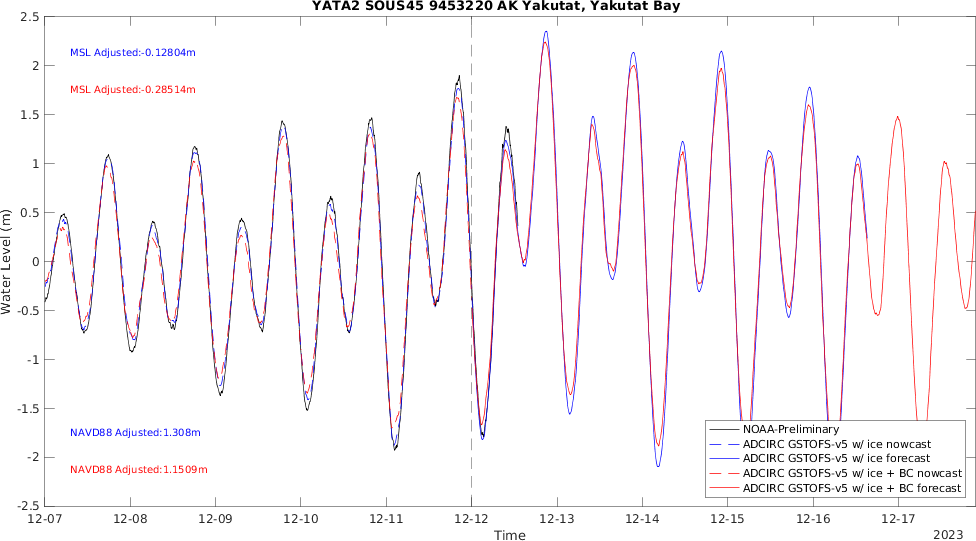 YATA2 SOUS45 9453220 AK Yakutat, Yakutat Bay
2.5
2
1.5
1
0.5
0
-0.5
-1
-1.5
-2
-2.5
Water Level (m)
MSL Adjusted:-0.12804m
MSL Adjusted:-0.28514m
NAVD88 Adjusted:1.308m
NAVD88 Adjusted:1.1509m
NOAA-Preliminary
ADCIRC GSTOFS-v5 w/ ice nowcast
ADCIRC GSTOFS-v5 w/ ice forecast
ADCIRC GSTOFS-v5 w/ ice + BC nowcast
ADCIRC GSTOFS-v5 w/ ice + BC forecast
12-07 12-08 12-09 12-10 12-11 12-12 12-13 12-14 12-15 12-16 12-17
Time
2023